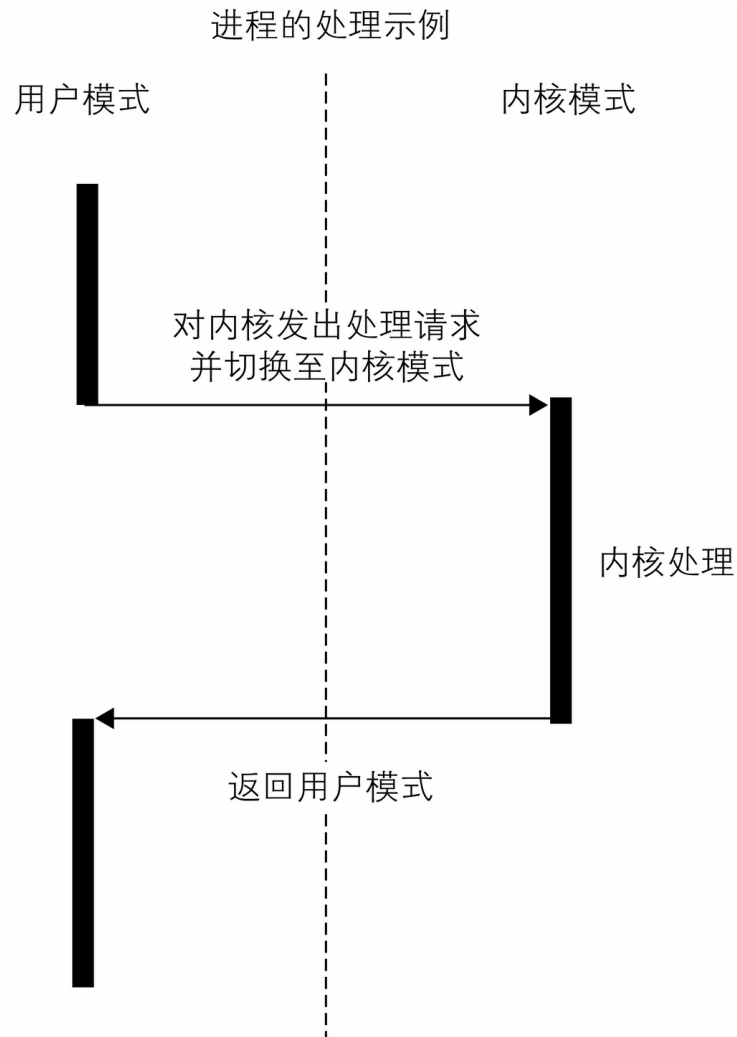 进程的处理示例
用户模式
内核模式
对内核发出处理请求
并切换至内核模式
内核处理
返回用户模式